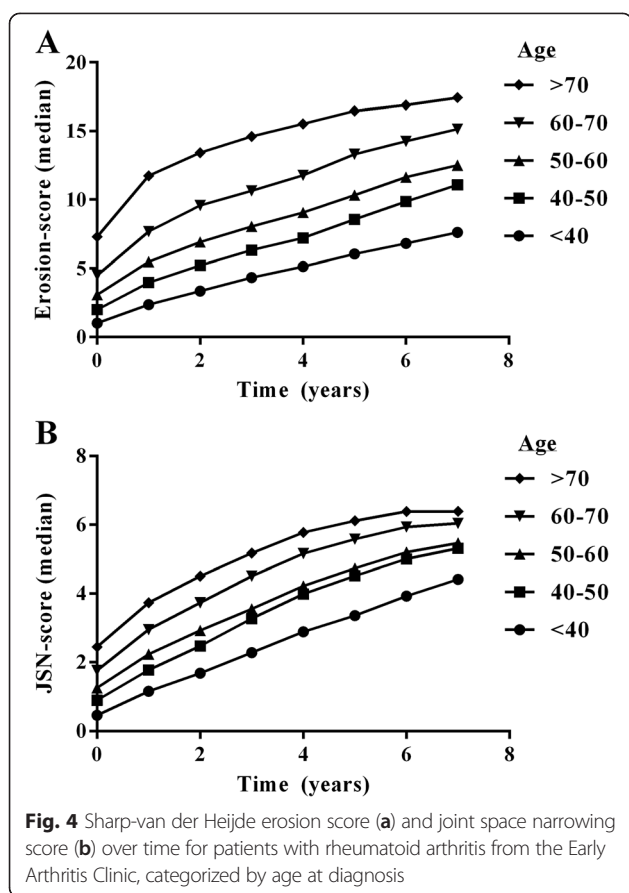 A
Age
>70
60-70
50-60
40-50
<40
Erosion-score (median)
20
15
10
5
0
0 2 4 6 8
Time (years)
B
Age
>70
60-70
50-60
40-50
<40
JSN-score (median)
8
6
4
2
0
0 2 4 6 8
Time (years)
Fig. 4 Sharp-van der Heijde erosion score (a) and joint space narrowing
score (b) over time for patients with rheumatoid arthritis from the Early
Arthritis Clinic, categorized by age at diagnosis